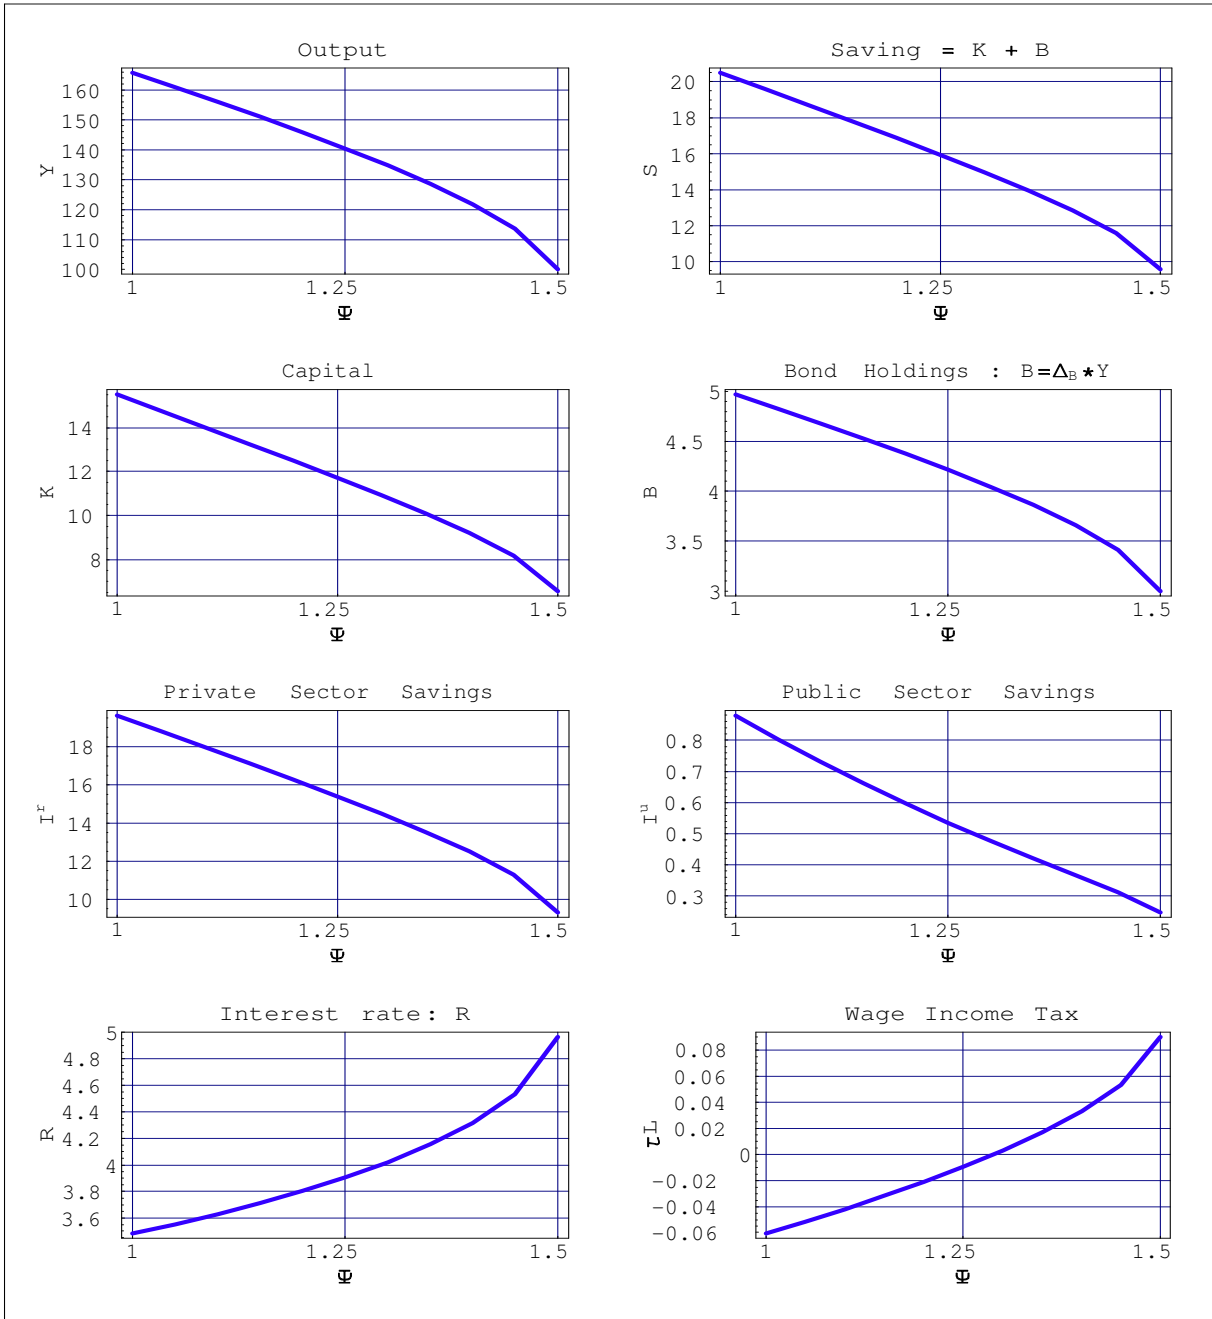 Output
Y
160
150
140
130
120
110
100
1 1.25 1.5
Ψ
Saving = K + B
S
20
18
16
14
12
10
1 1.25 1.5
Ψ
Capital
K
14
12
10
8
1 1.25 1.5
Ψ
Bond Holdings : B=Δ_B*Y
B
5
4.5
4
3.5
3
1 1.25 1.5
Ψ
Private Sector Savings
I^r
18
16
14
12
10
1 1.25 1.5
Ψ
Public Sector Savings
I^u
0.8
0.7
0.6
0.5
0.4
0.3
1 1.25 1.5
Ψ
Interest rate: R
R
5
4.8
4.6
4.4
4.2
4
3.8
3.6
1 1.25 1.5
Ψ
Wage Income Tax
τL
0.08
0.06
0.04
0.02
0
-0.02
-0.04
-0.06
1 1.25 1.5
Ψ